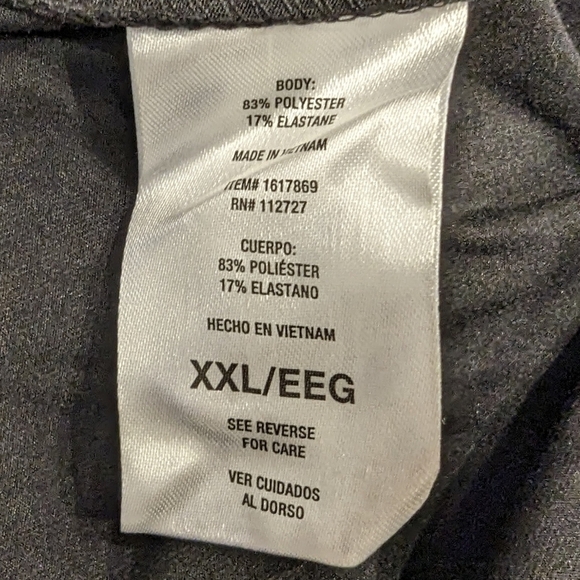 BODY:
83% POLYESTER
17% ELASTANE
MADE IN VIETNAM
ITEM# 1617869
RN# 112727
CUERPO:
83% POLIÉSTER
17% ELASTANO
HECHO EN VIETNAM
XXL/EEG
SEE REVERSE
FOR CARE
VER CUIDADOS
AL DORSO